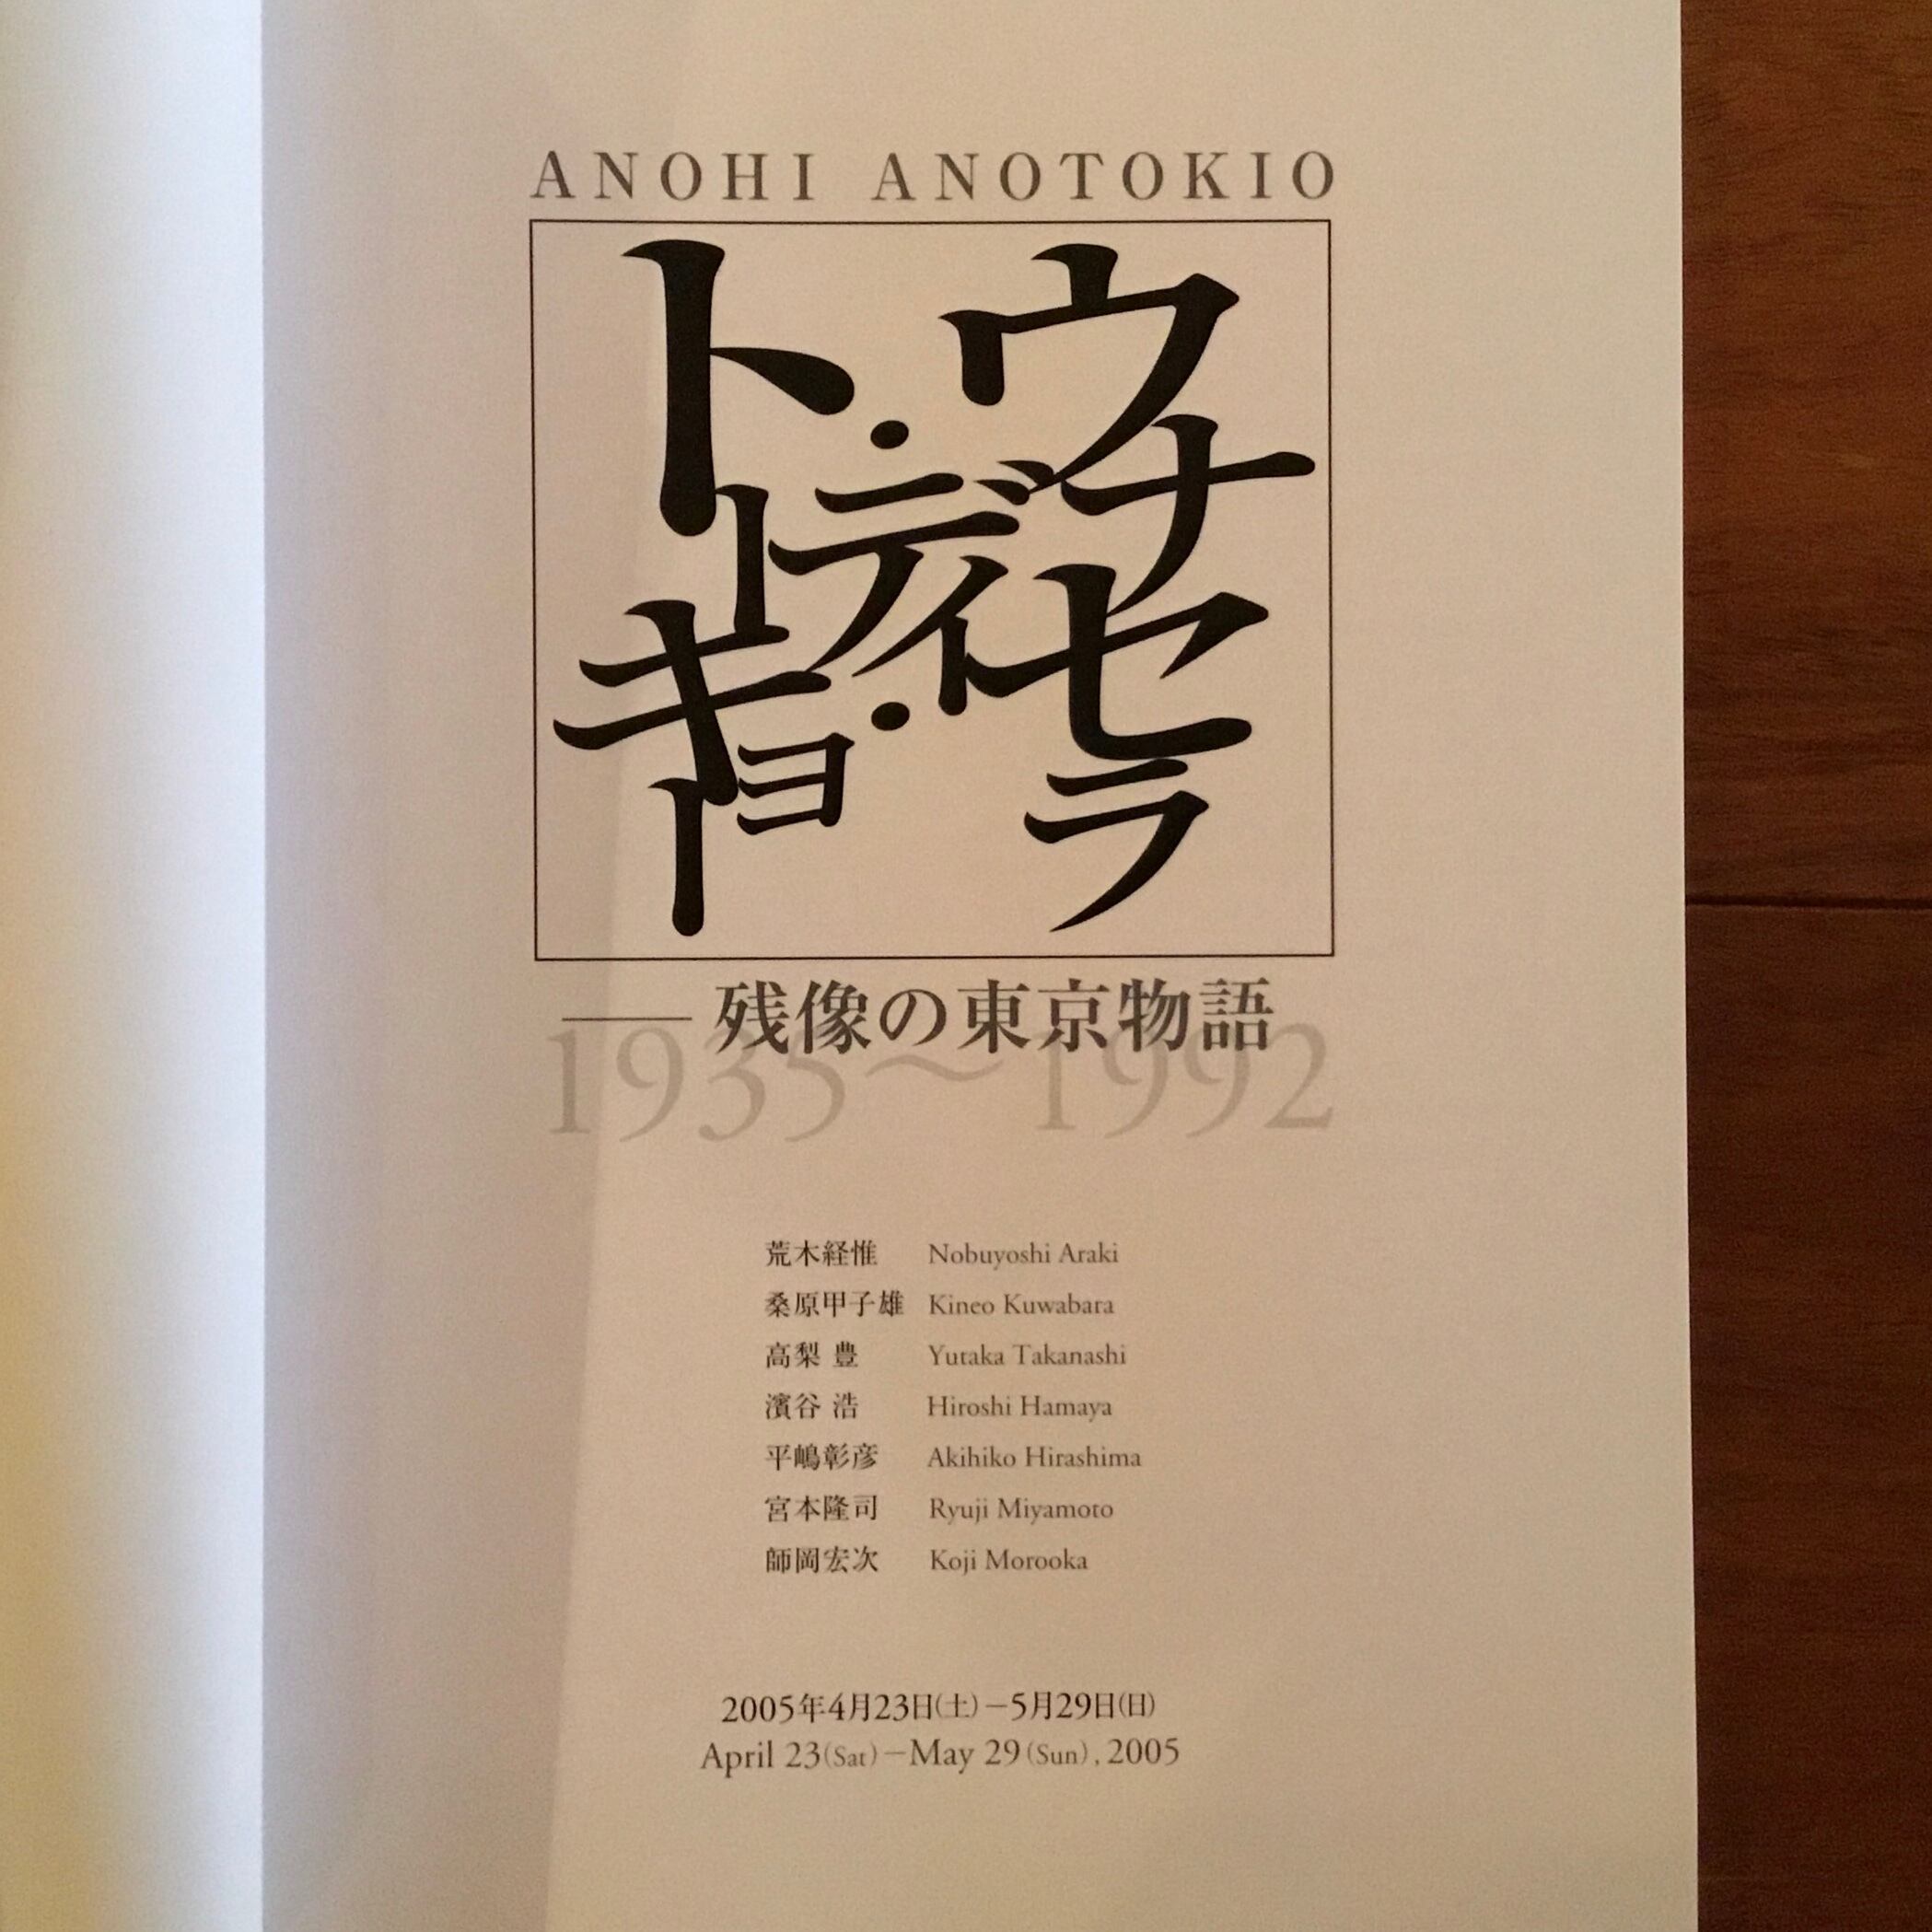 ANOHI ANOTOKIO
ウナセラ
・ディ・
トーキョー
——残像の東京物語
1935〜1992
荒木経惟 Nobuyoshi Araki
桑原甲子雄 Kineo Kuwabara
高梨 豊 Yutaka Takanashi
濱谷 浩 Hiroshi Hamaya
平嶋彰彦 Akihiko Hirashima
宮本隆司 Ryuji Miyamoto
師岡宏次 Koji Morooka
2005年4月23日(土)−5月29日(日)
April 23(Sat)−May 29(Sun), 2005